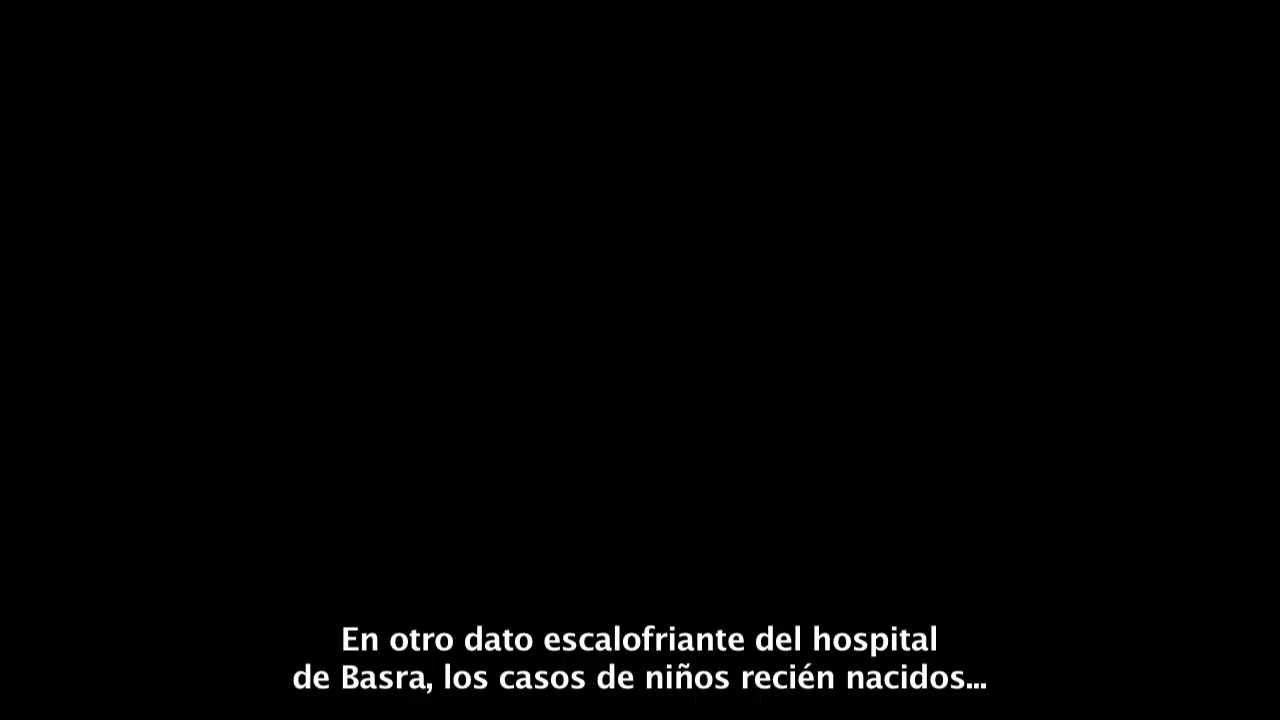 En otro dato escalofriante del hospital
de Basra, los casos de niños recién nacidos...